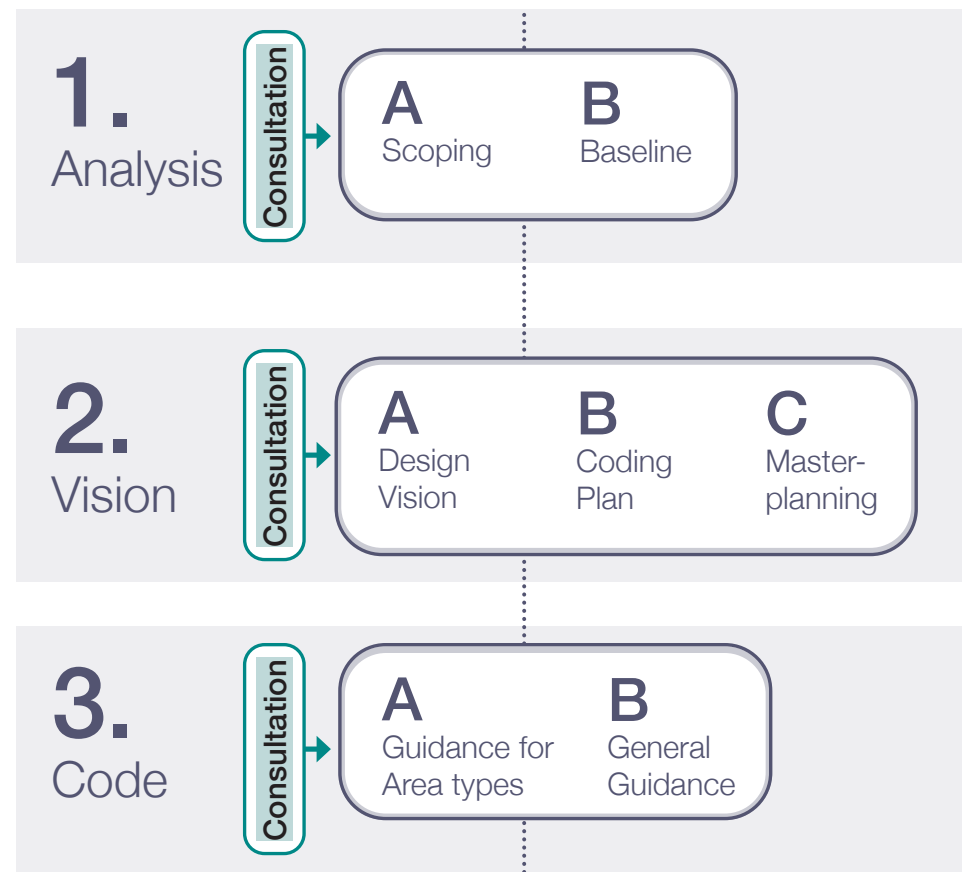 1.
Analysis
Consultation
A
Scoping
B
Baseline
2.
Vision
Consultation
A
Design
Vision
B
Coding
Plan
C
Master-
planning
3.
Code
Consultation
A
Guidance for
Area types
B
General
Guidance